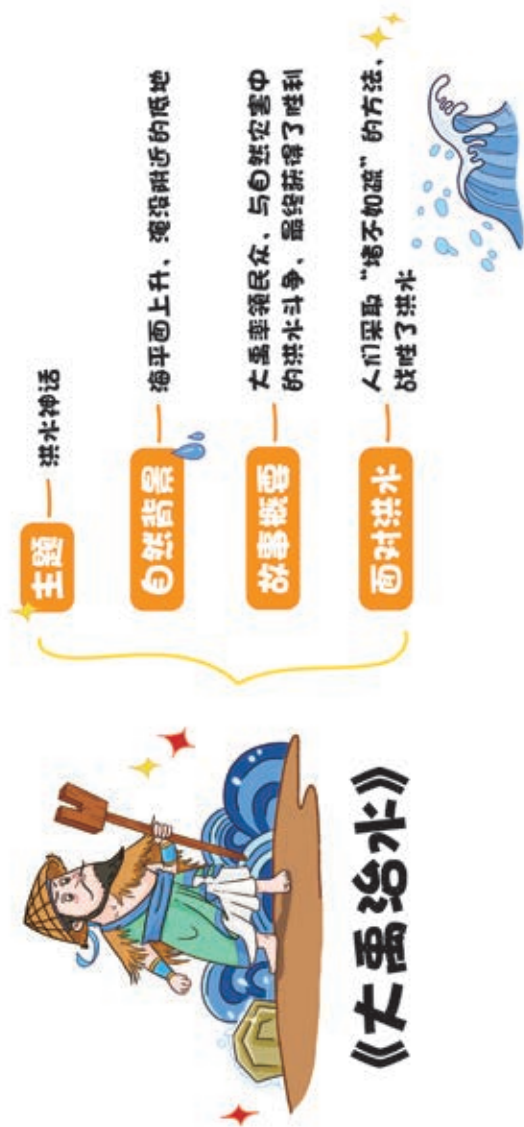 《大禹治水》
主题
洪水神话
自然背景
海平面上升、淹没附近的低地
故事概要
大禹率领民众、与自然灾害中
的洪水斗争、最终获得了胜利
面对洪水
人们采取“堵不如疏”的方法、
战胜了洪水